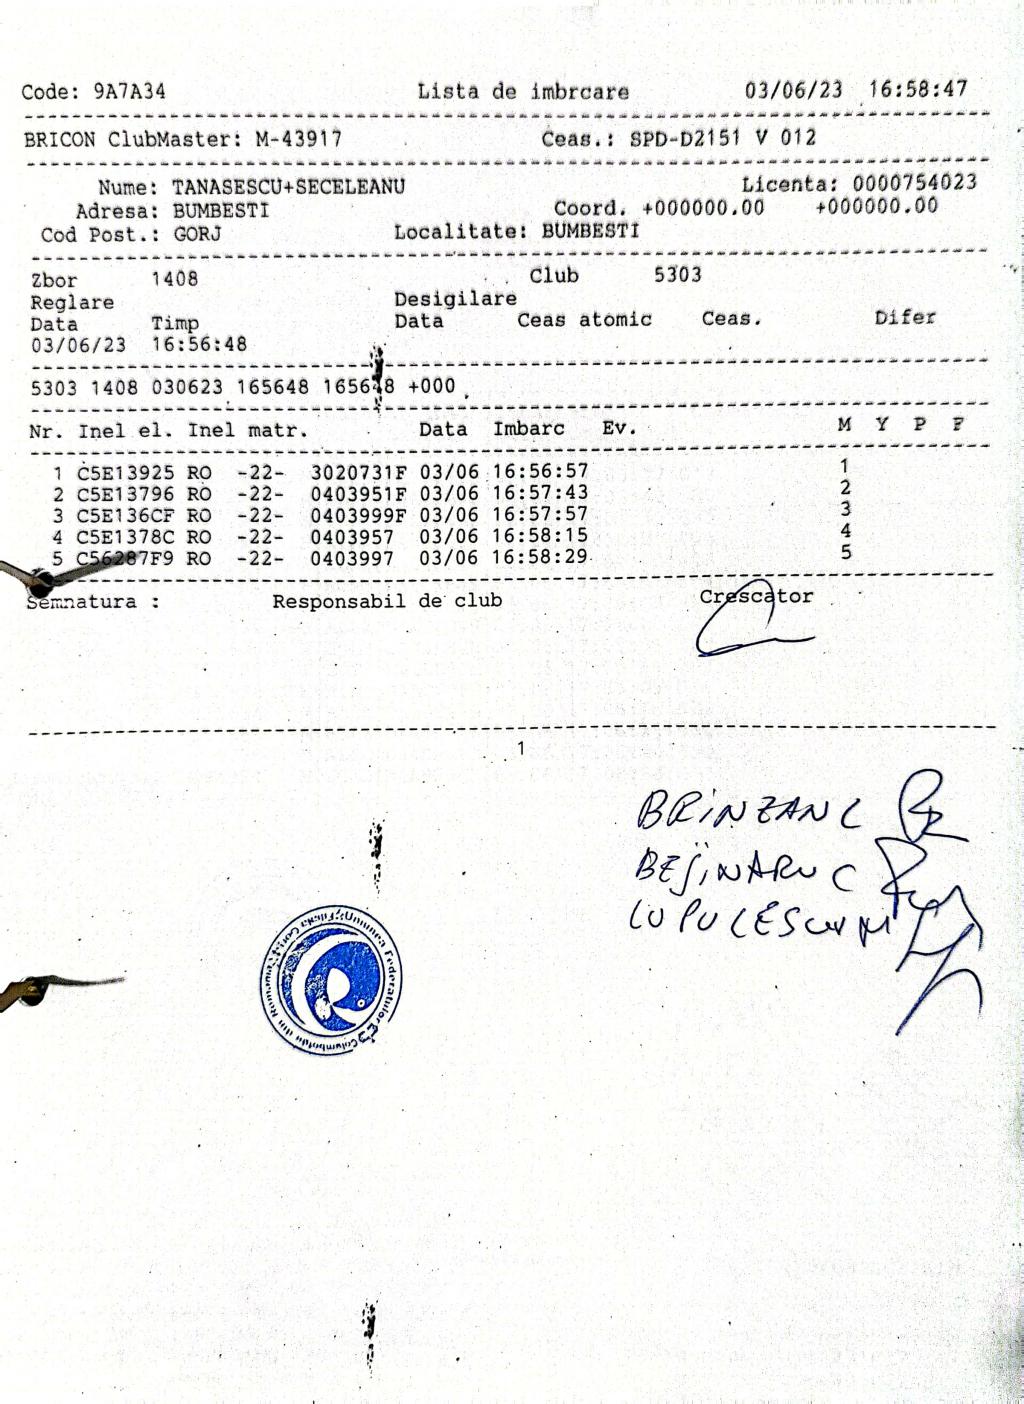 Code: 9A7A34 Lista de imbrcare 03/06/23 16:58:47
BRICON ClubMaster: M-43917 Ceas.: SPD-D2151 V 012
Nume: TANASESCU+SECELEANU Licenta: 0000754023
Adresa: BUMBESTI Coord. +000000.00 +000000.00
Cod Post.: GORJ Localitate: BUMBESTI
Zbor 1408 Club 5303
Reglare Desigilare
Data Timp Data Ceas atomic Ceas. Difer
03/06/23 16:56:48
5303 1408 030623 165648 165648 +000
Nr. Inel el. Inel matr. Data Imbarc Ev. M Y P F
1 C5E13925 RO -22- 3020731F 03/06 16:56:57 1
2 C5E13796 RO -22- 0403951F 03/06 16:57:43 2
3 C5E136CF RO -22- 0403999F 03/06 16:57:57 3
4 C5E1378C RO -22- 0403957 03/06 16:58:15 4
5 C56287F9 RO -22- 0403997 03/06 16:58:29 5
Semnatura : Responsabil de club Crescator
1
BRINZAN C
BEJINARU C
LUPULESCU M